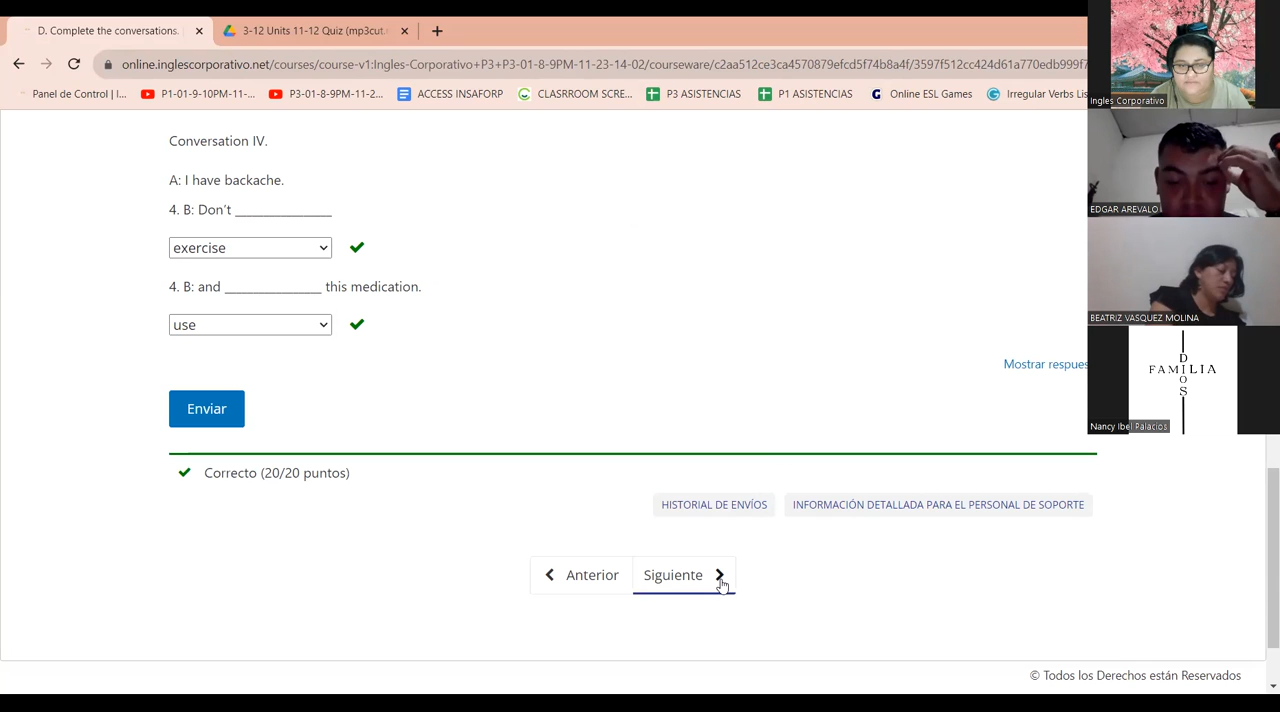 D. Complete the conversations. |
3-12 Units 11-12 Quiz (mp3cut.
online.inglescorporativo.net/courses/course-v1:Ingles-Corporativo+P3+P3-01-8-9PM-11-23-14-02/courseware/c2aa512ce3ca4570879efcd5f74b8a4f/3597f512cc424d61a770edb999f7
Panel de Control | I...
P1-01-9-10PM-11-...
P3-01-8-9PM-11-2...
ACCESO INSAFORP
CLASRROOM SCRE...
P3 ASISTENCIAS
P1 ASISTENCIAS
Online ESL Games
Irregular Verbs Lis
Ingles Corporativo
Conversation IV.
A: I have backache.
4. B: Don't ______________
exercise
4. B: and ______________ this medication.
use
Mostrar respues
Enviar
Correcto (20/20 puntos)
HISTORIAL DE ENVÍOS
INFORMACIÓN DETALLADA PARA EL PERSONAL DE SOPORTE
Anterior
Siguiente
© Todos los Derechos están Reservados
EDGAR AREVALO
BEATRIZ VASQUEZ MOLINA
D
FAMILIA
O
S
Nancy Ibel Palacios